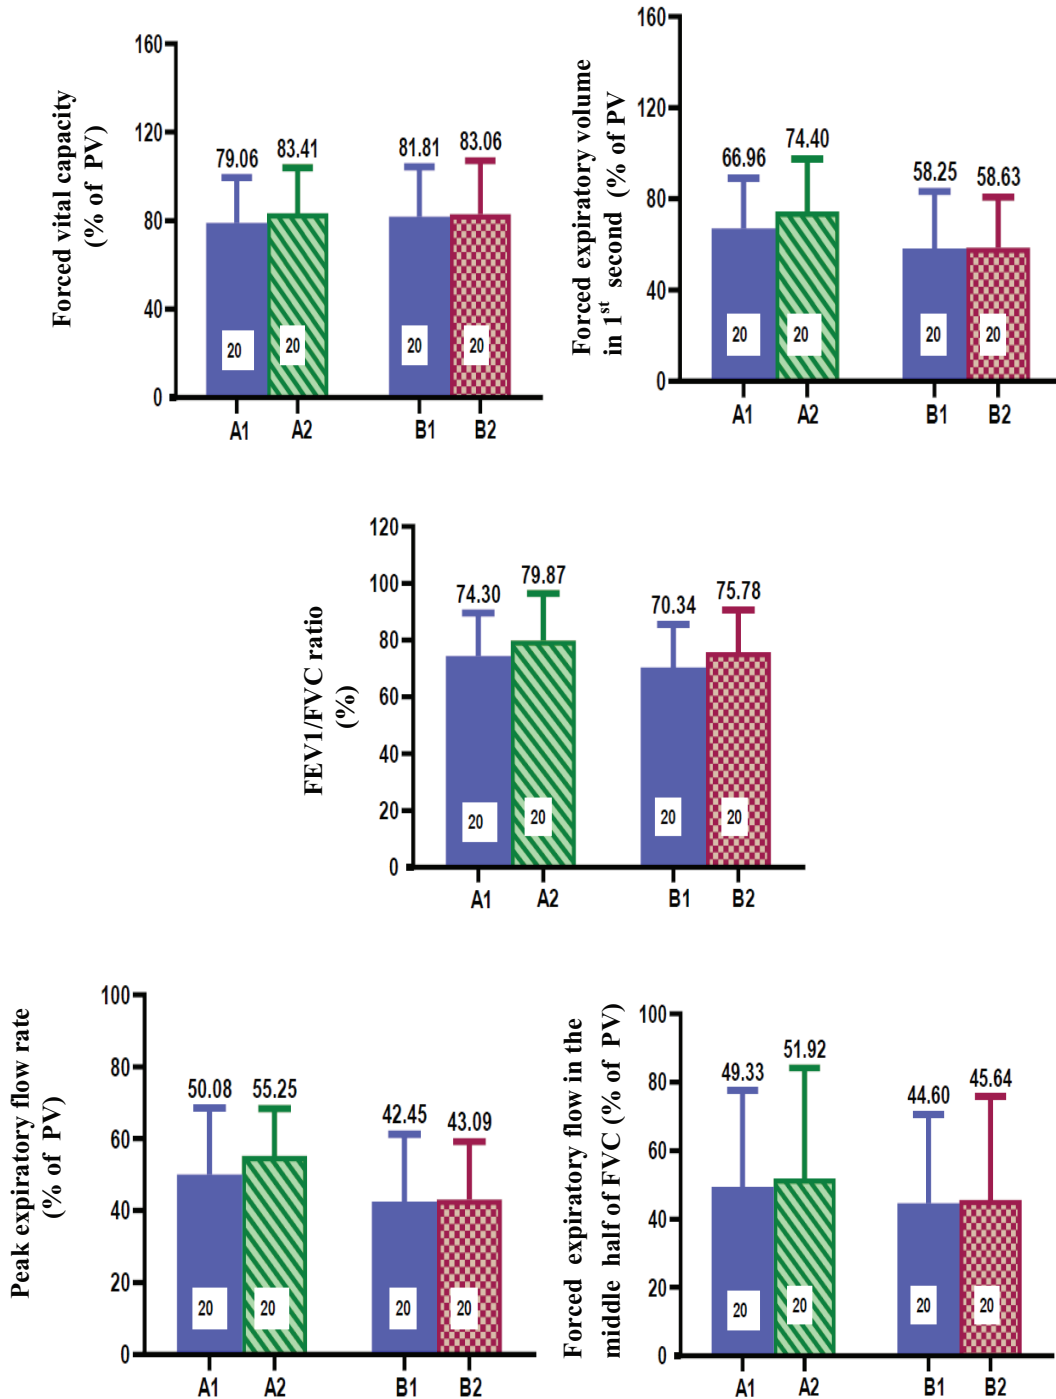 Forced vital capacity
(% of PV)
160
120
80
40
0
79.06
83.41
81.81
83.06
20
20
20
20
A1
A2
B1
B2
Forced expiratory volume
in 1st second (% of PV
160
120
80
40
0
66.96
74.40
58.25
58.63
20
20
20
20
A1
A2
B1
B2
FEV1/FVC ratio
(%)
120
100
80
60
40
20
0
74.30
79.87
70.34
75.78
20
20
20
20
A1
A2
B1
B2
Peak expiratory flow rate
(% of PV)
100
80
60
40
20
0
50.08
55.25
42.45
43.09
20
20
20
20
A1
A2
B1
B2
Forced expiratory flow in the
middle half of FVC (% of PV)
100
80
60
40
20
0
49.33
51.92
44.60
45.64
20
20
20
20
A1
A2
B1
B2